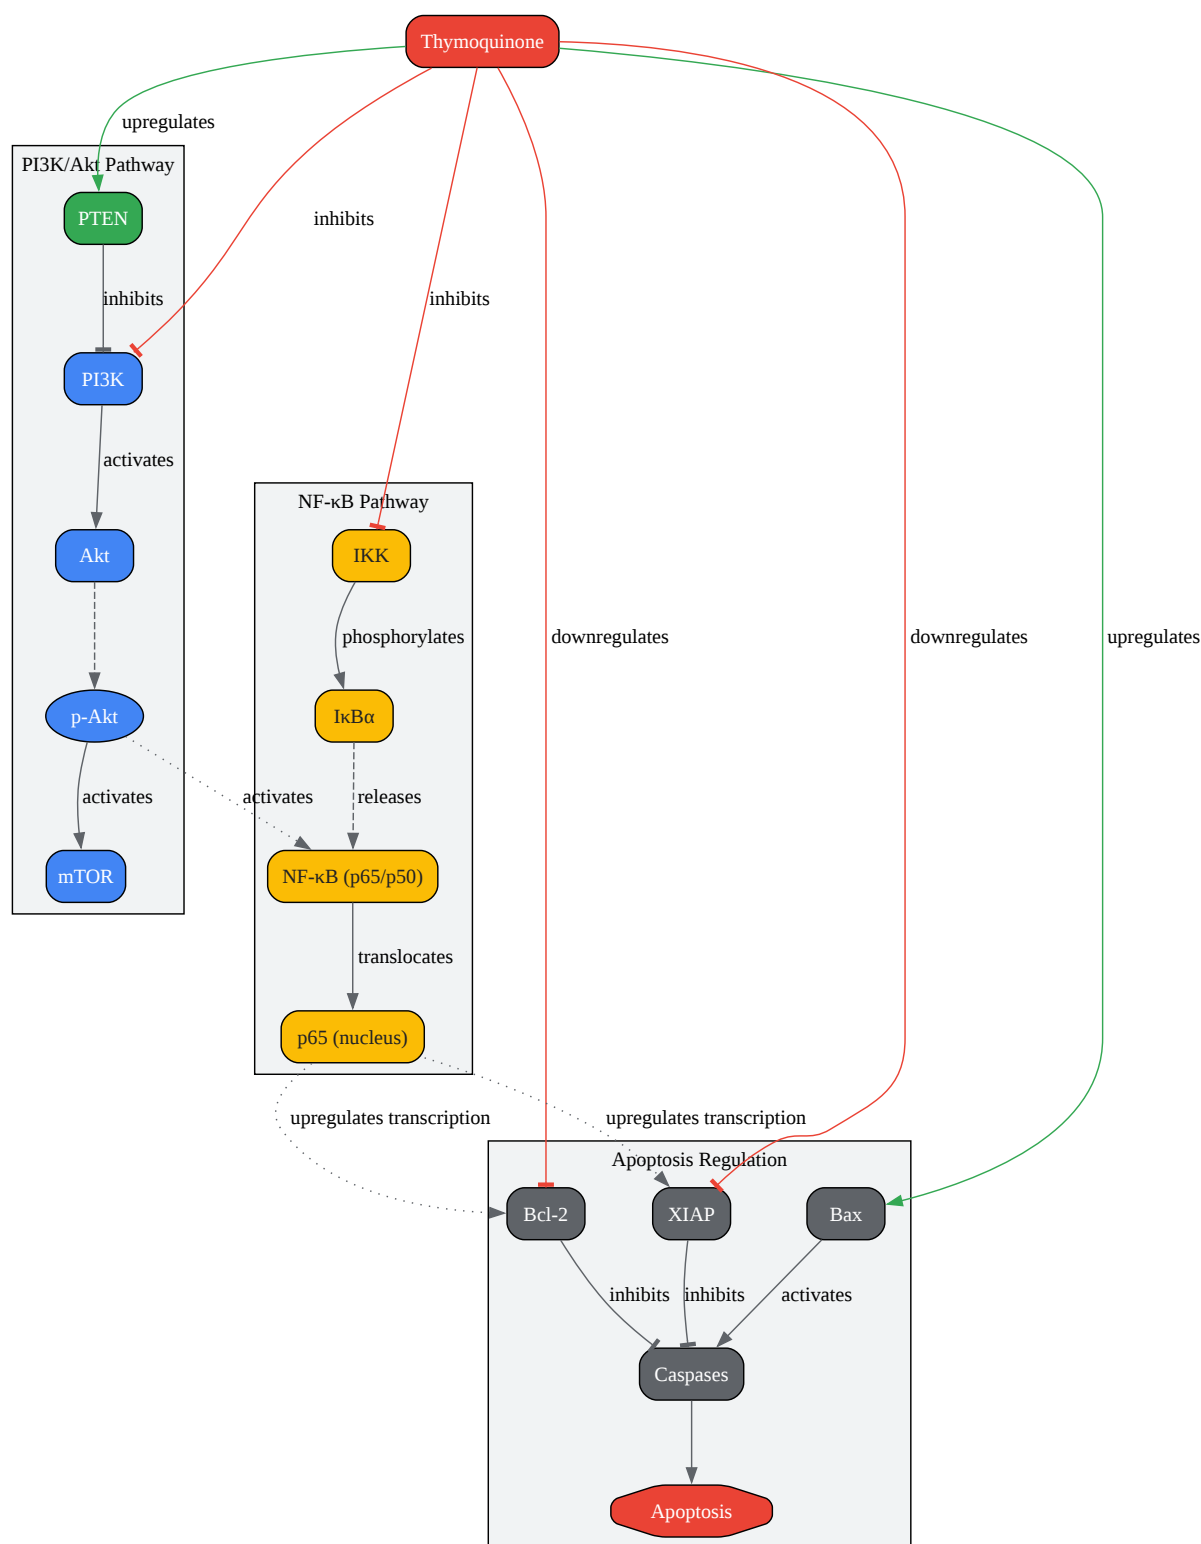 Thymoquinone
upregulates
PI3K/Akt Pathway
PTEN
inhibits
inhibits
inhibits
PI3K
activates
NF-κB Pathway
Akt
IKK
phosphorylates
downregulates
downregulates
upregulates
p-Akt
IκBα
activates
activates
releases
mTOR
NF-κB (p65/p50)
translocates
p65 (nucleus)
upregulates transcription
upregulates transcription
Apoptosis Regulation
Bcl-2
XIAP
Bax
inhibits
inhibits
activates
Caspases
Apoptosis